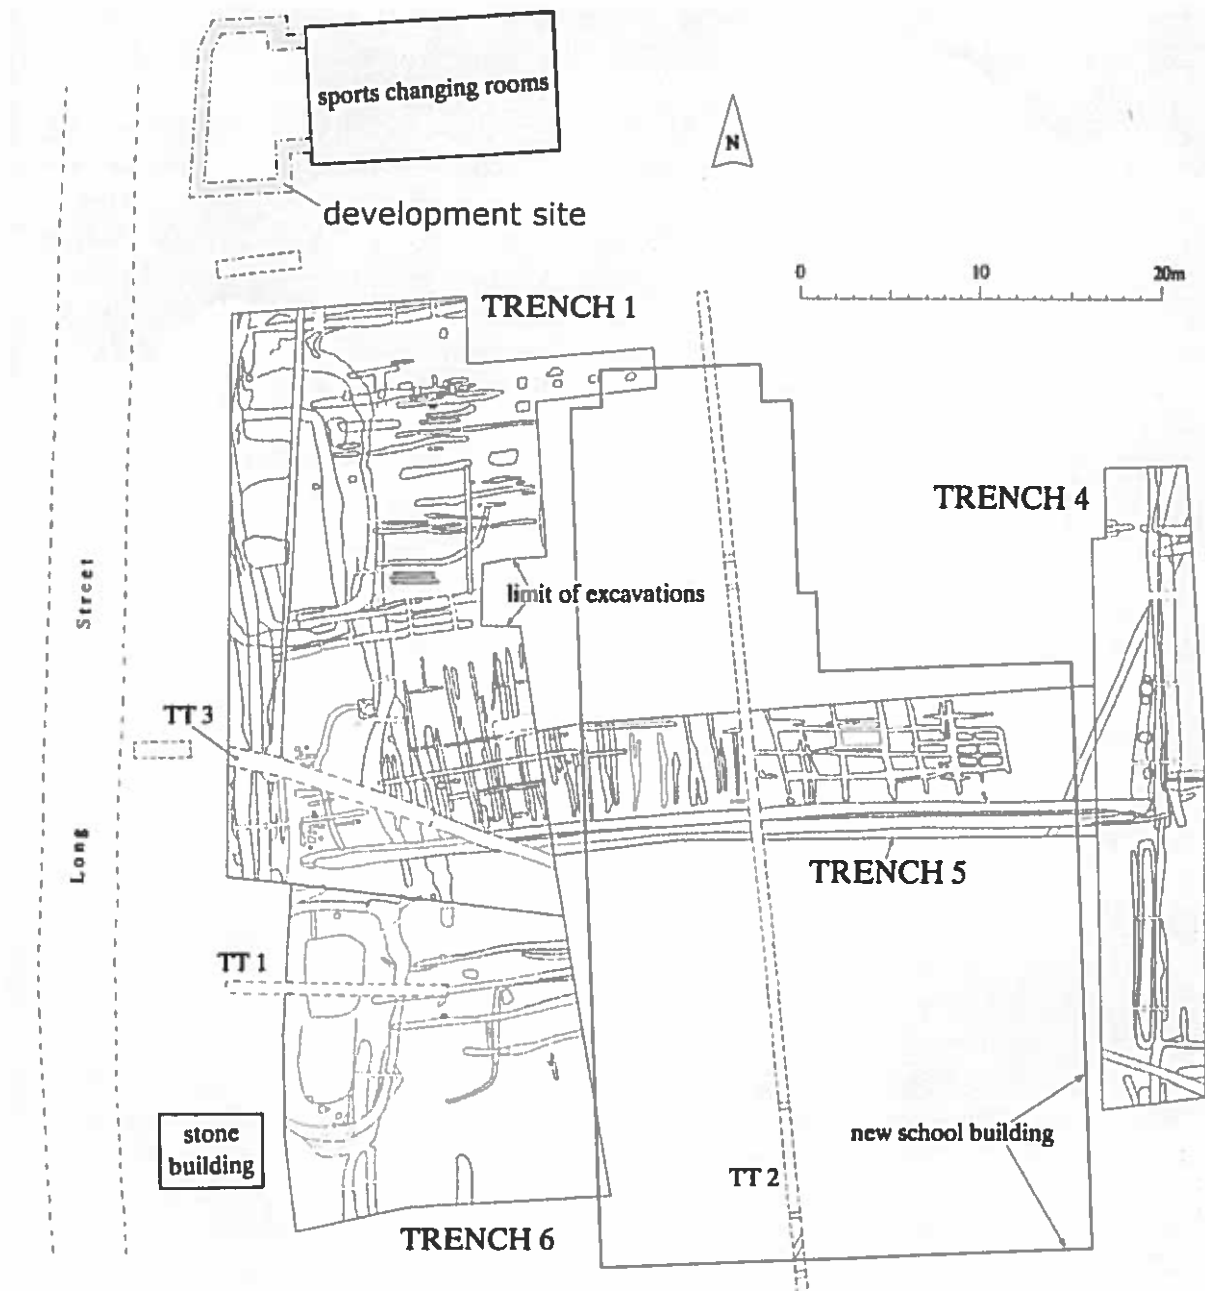 sports changing rooms
N
development site
0 10 20m
TRENCH 1
TRENCH 4
limit of excavations
Long Street
TT 3
TRENCH 5
TT 1
stone
building
new school building
TT 2
TRENCH 6